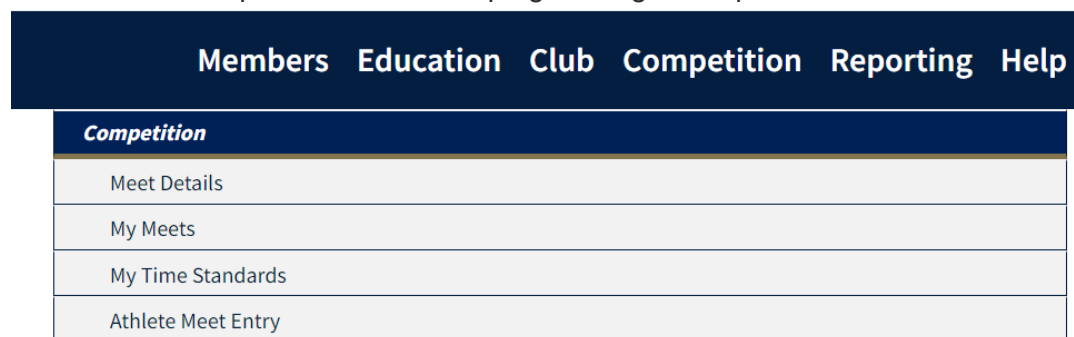 Members Education Club Competition Reporting Help
Competition
Meet Details
My Meets
My Time Standards
Athlete Meet Entry